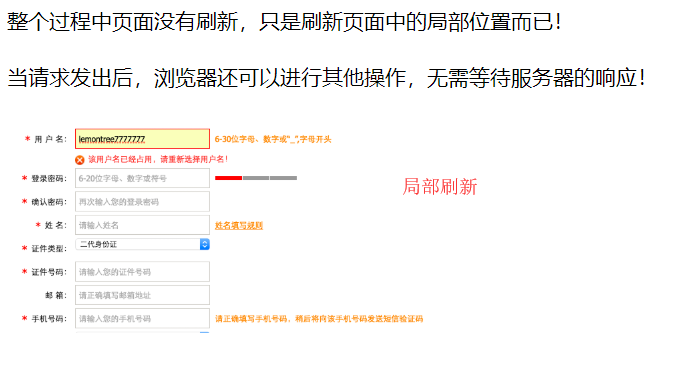 整个过程中页面没有刷新，只是刷新页面中的局部位置而已！
当请求发出后，浏览器还可以进行其他操作，无需等待服务器的响应！
* 用 户 名： lemontree7777777 6-30位字母、数字或“_”,字母开头
该用户名已经占用，请重新选择用户名！
* 登录密码： 6-20位字母、数字或符号
局部刷新
* 确认密码： 再次输入您的登录密码
* 姓 名： 请输入姓名 姓名填写规则
* 证件类型： 二代身份证
* 证件号码： 请输入您的证件号码
邮 箱： 请正确填写邮箱地址
* 手机号码： 请输入您的手机号码 请正确填写手机号码，稍后将向该手机号码发送短信验证码